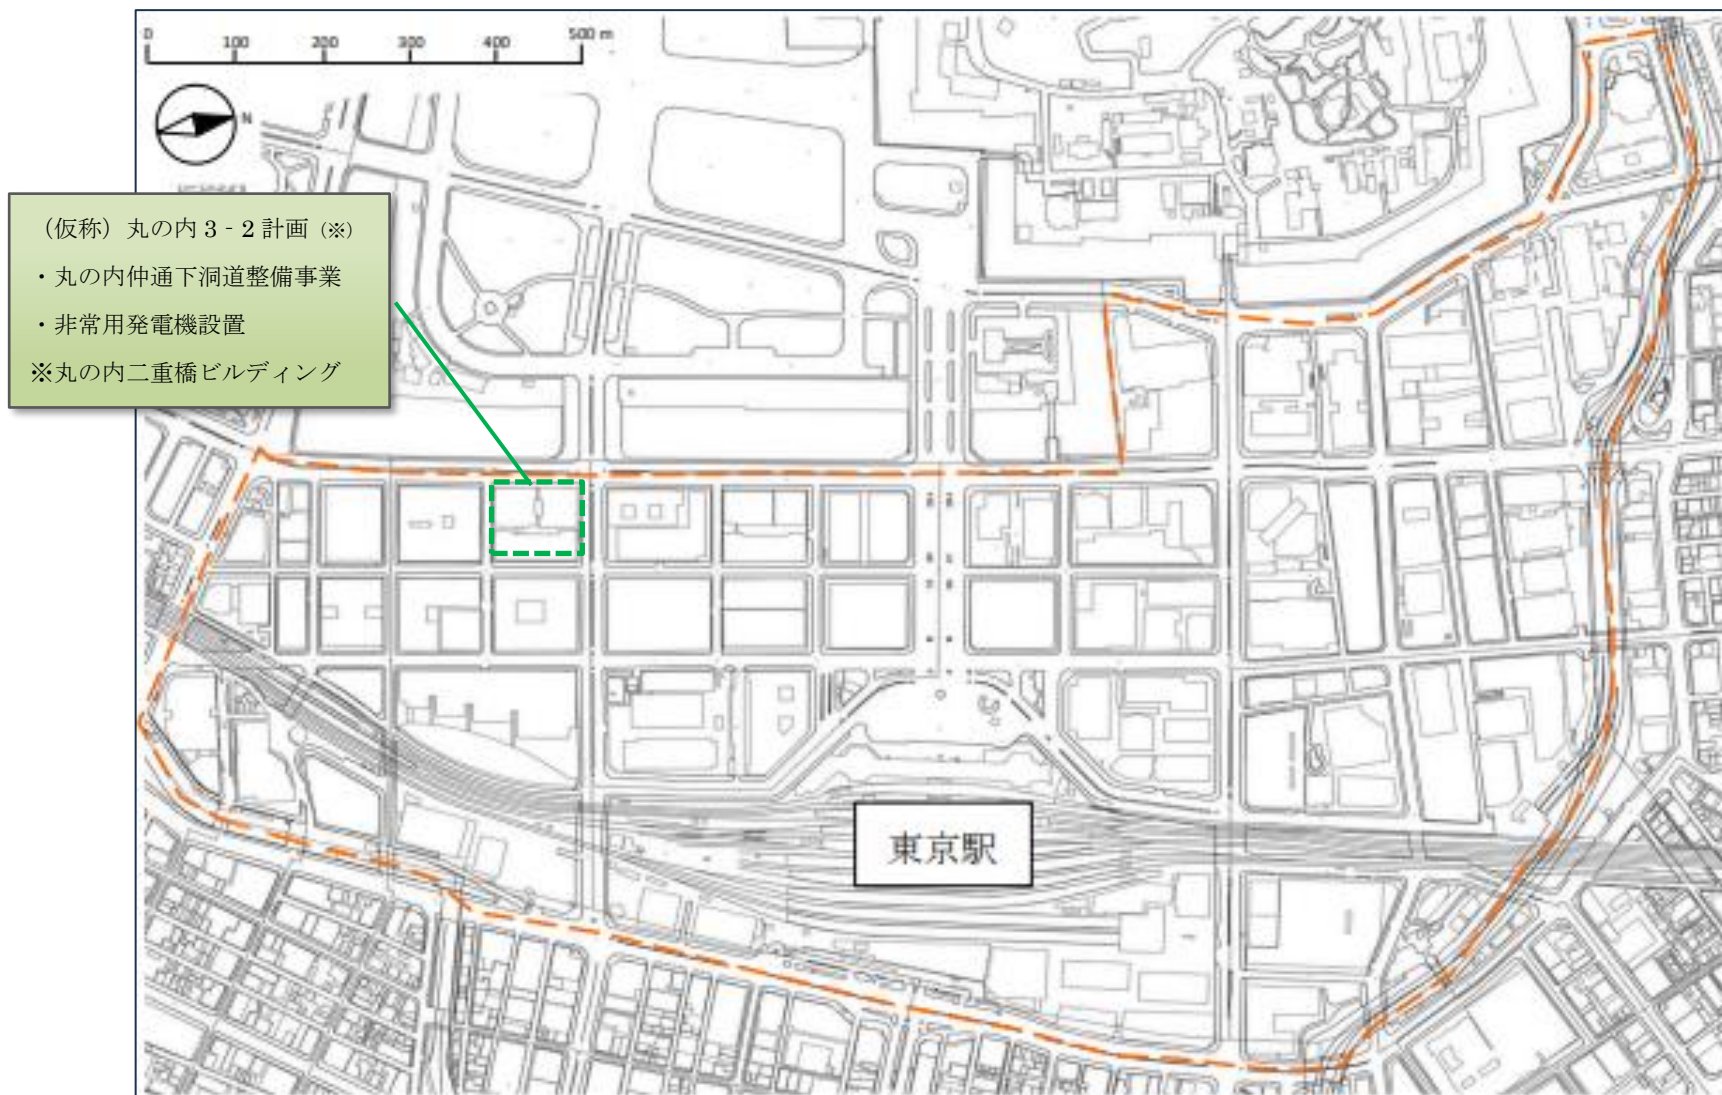 0 100 200 300 400 500 m
N
（仮称）丸の内３‐２計画（※）
・丸の内仲通下洞道整備事業
・非常用発電機設置
※丸の内二重橋ビルディング
東京駅